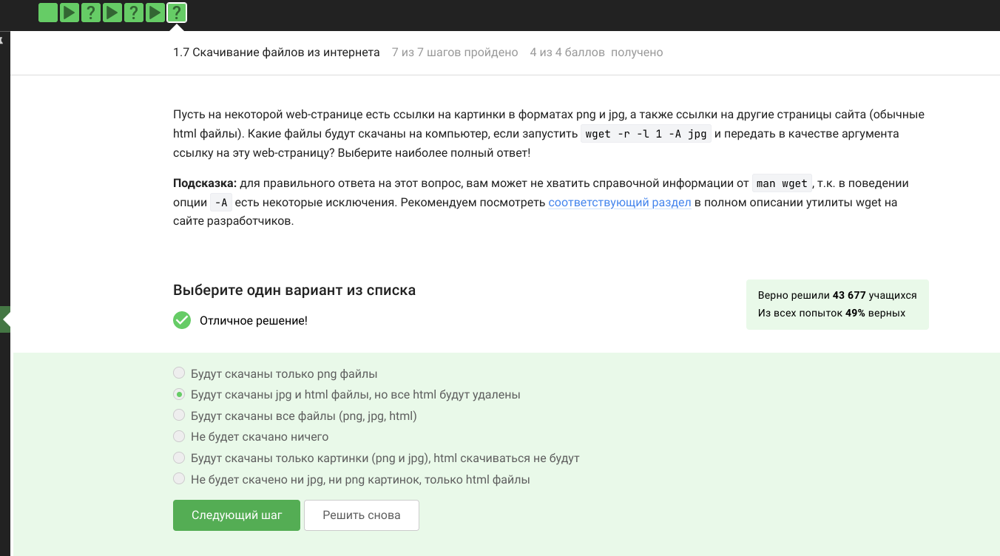 ? ? ?
1.7 Скачивание файлов из интернета 7 из 7 шагов пройдено 4 из 4 баллов получено
Пусть на некоторой web-странице есть ссылки на картинки в форматах png и jpg, а также ссылки на другие страницы сайта (обычные
html файлы). Какие файлы будут скачаны на компьютер, если запустить wget -r -l 1 -A jpg и передать в качестве аргумента
ссылку на эту web-страницу? Выберите наиболее полный ответ!
Подсказка: для правильного ответа на этот вопрос, вам может не хватить справочной информации от man wget, т.к. в поведении
опции -A есть некоторые исключения. Рекомендуем посмотреть соответствующий раздел в полном описании утилиты wget на
сайте разработчиков.
Выберите один вариант из списка
Верно решили 43 677 учащихся
Из всех попыток 49% верных
Отличное решение!
Будут скачаны только png файлы
Будут скачаны jpg и html файлы, но все html будут удалены
Будут скачаны все файлы (png, jpg, html)
Не будет скачано ничего
Будут скачаны только картинки (png и jpg), html скачиваться не будут
Не будет скачено ни jpg, ни png картинок, только html файлы
Следующий шаг Решить снова